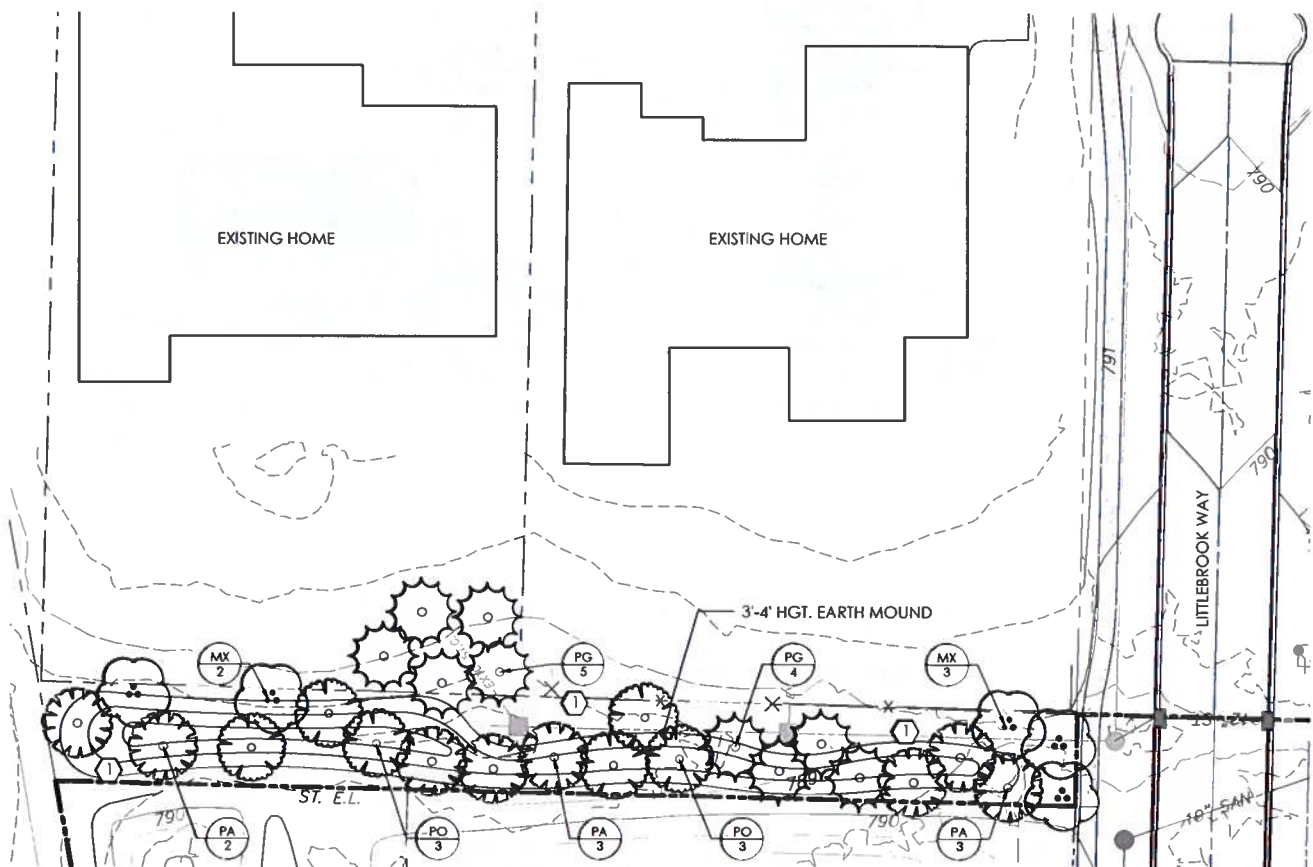 790
EXISTING HOME
EXISTING HOME
791
790
LITTLEBROOK WAY
3'-4' HGT. EARTH MOUND
MX
2
PG
5
PG
4
MX
3
1
1
1
790
ST. E.L.
790
790
10" SAN
PA
2
PO
3
PA
3
PO
3
PA
3